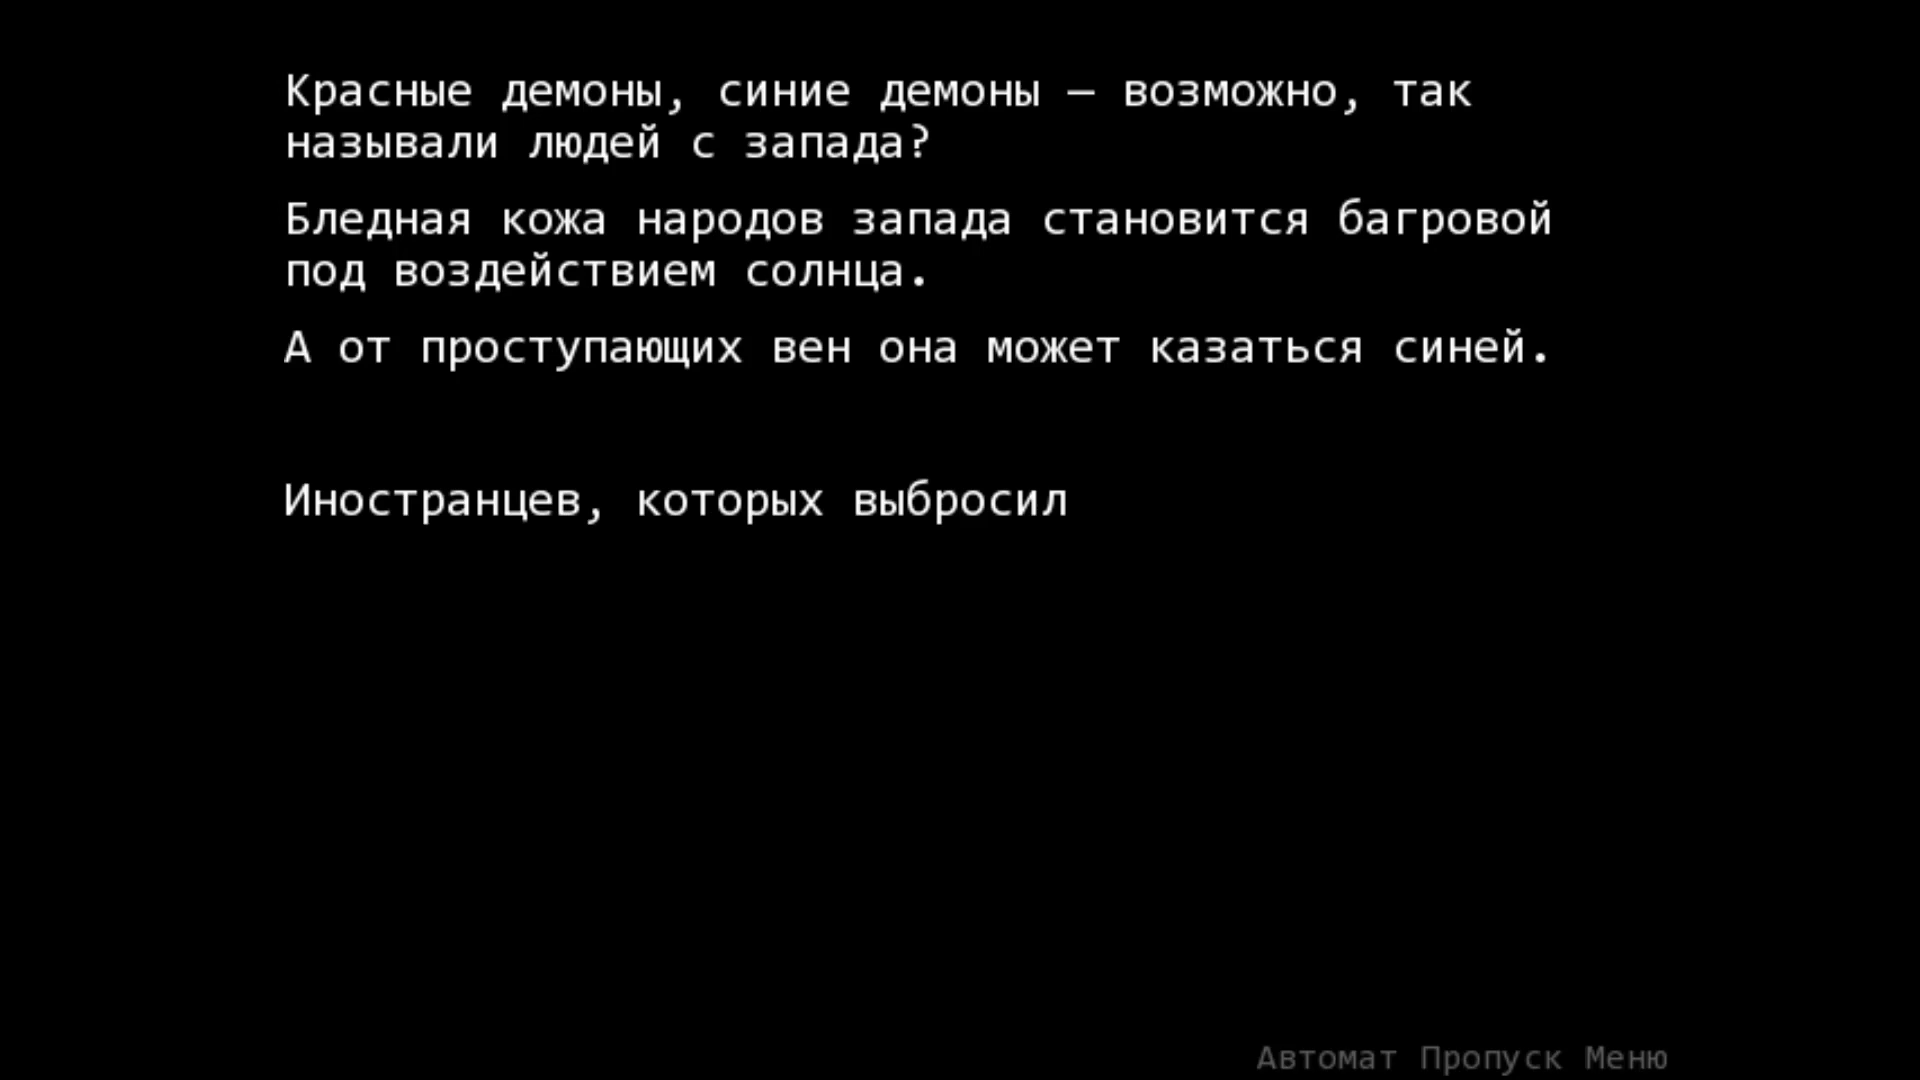 Красные демоны, синие демоны — возможно, так
называли людей с запада?
Бледная кожа народов запада становится багровой
под воздействием солнца.
А от проступающих вен она может казаться синей.
Иностранцев, которых выбросил
Автомат Пропуск Меню